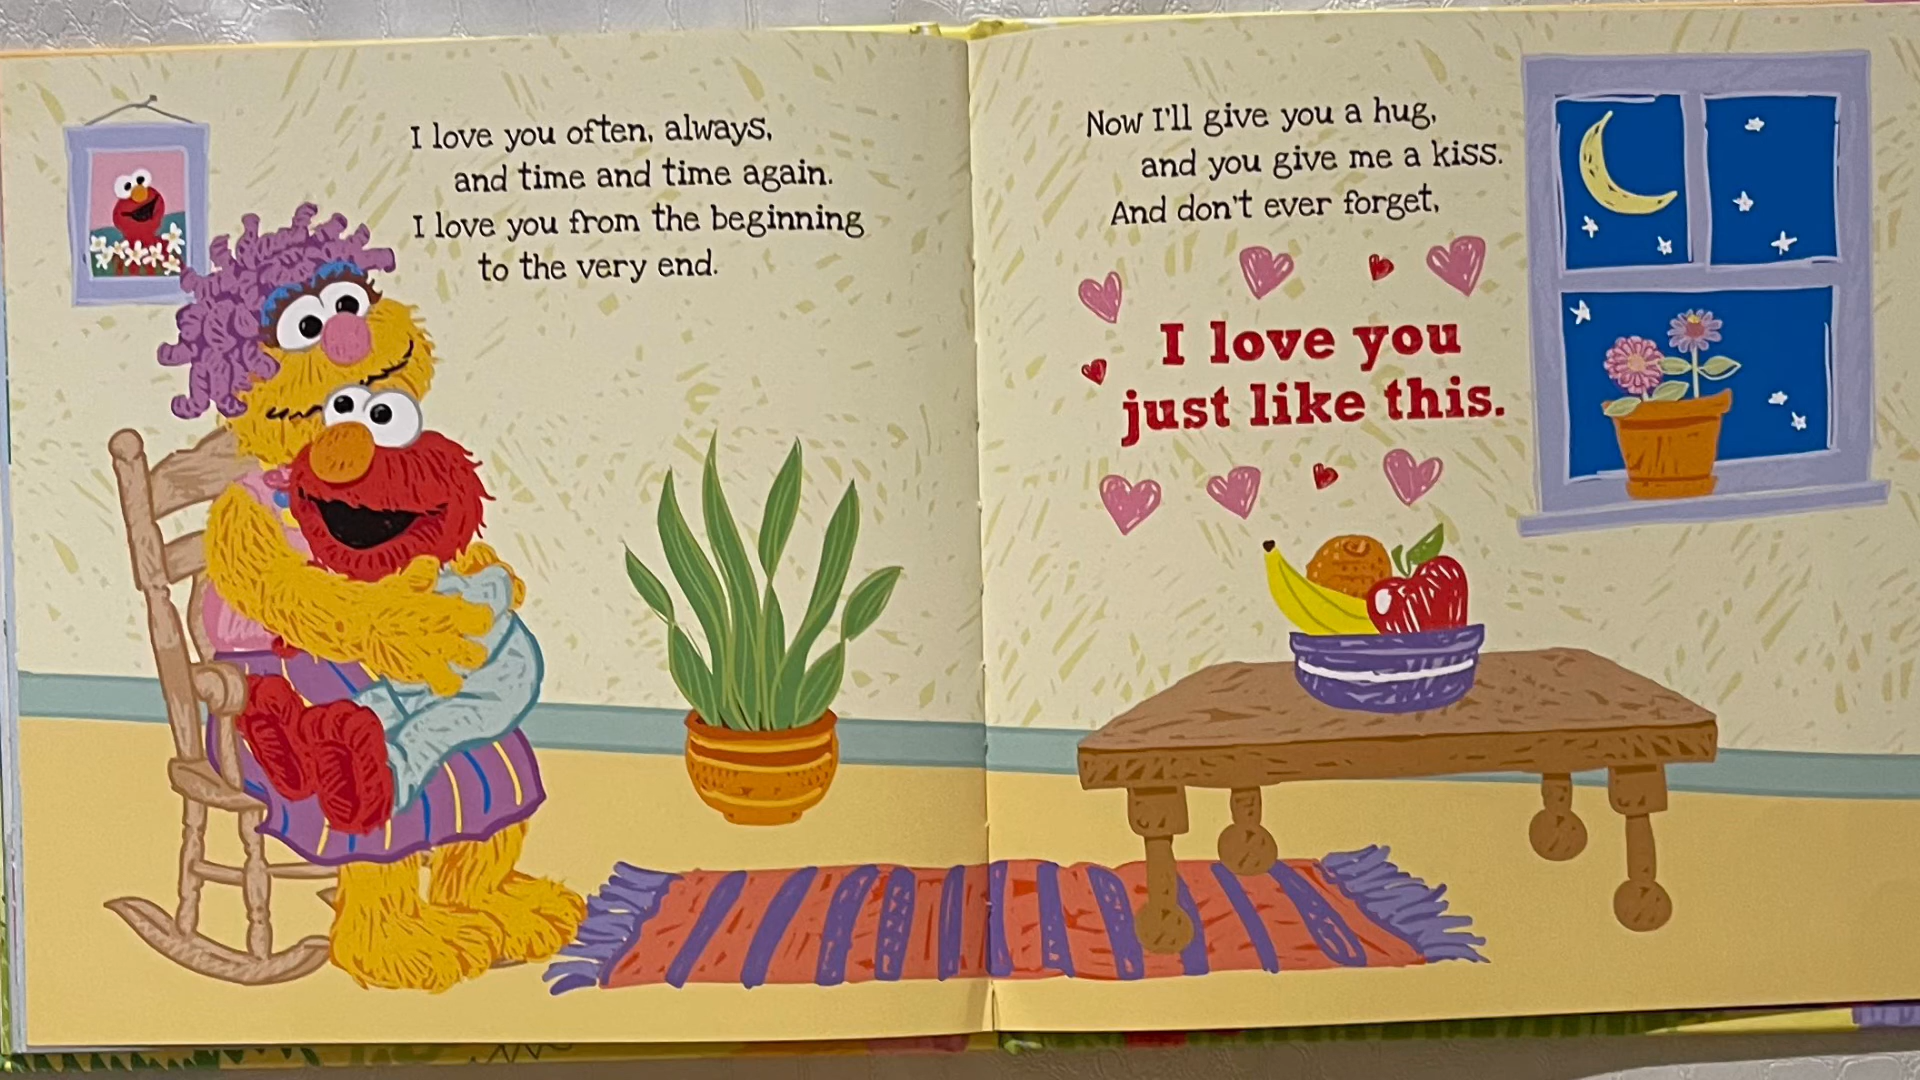 I love you often, always,
and time and time again.
I love you from the beginning
to the very end.
Now I'll give you a hug,
and you give me a kiss.
And don't ever forget,
I love you
just like this.